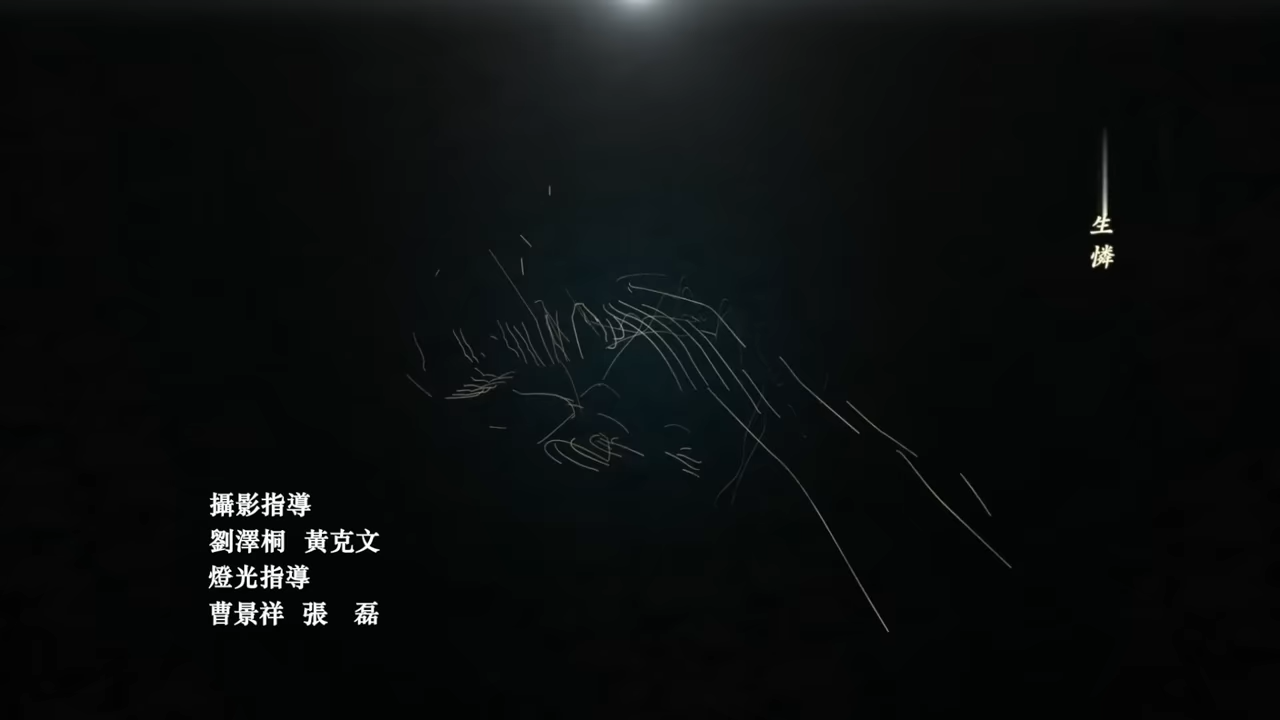 生憐
攝影指導
劉澤桐 黃克文
燈光指導
曹景祥 張 磊